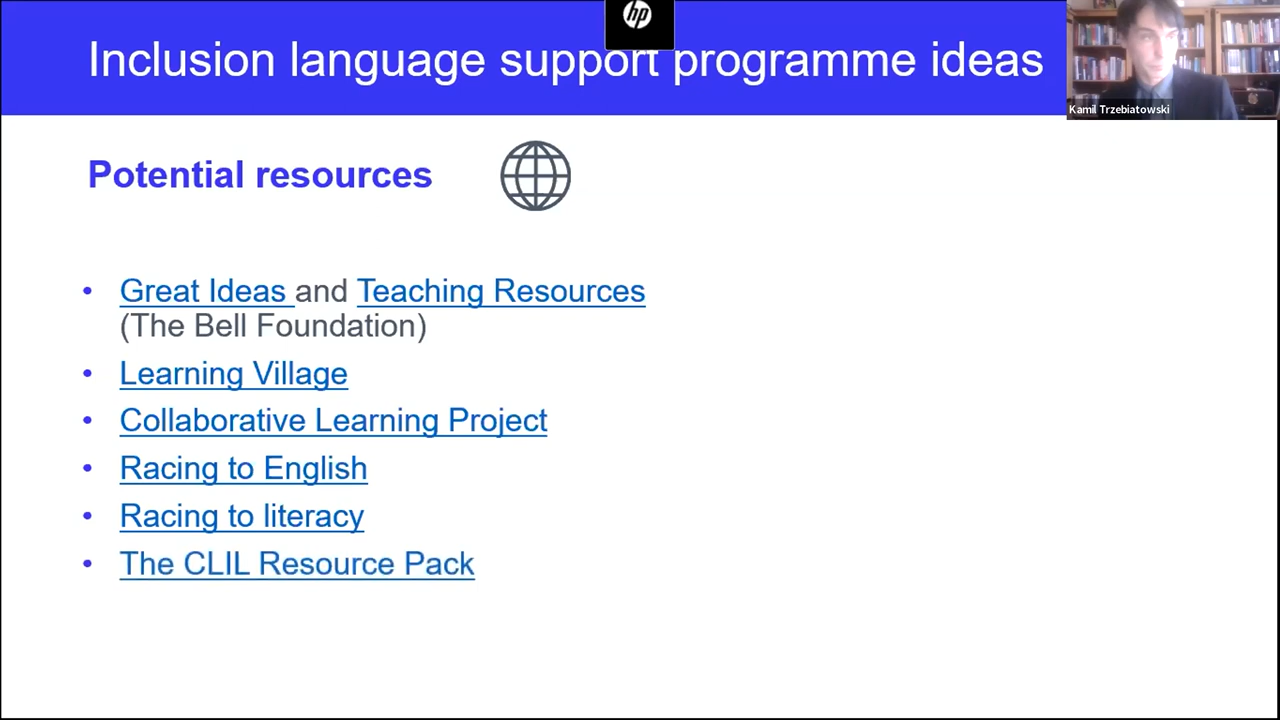 hp
Inclusion language support programme ideas
Kamil Trzebiatowski
Potential resources
• Great Ideas and Teaching Resources
(The Bell Foundation)
• Learning Village
• Collaborative Learning Project
• Racing to English
• Racing to literacy
• The CLIL Resource Pack